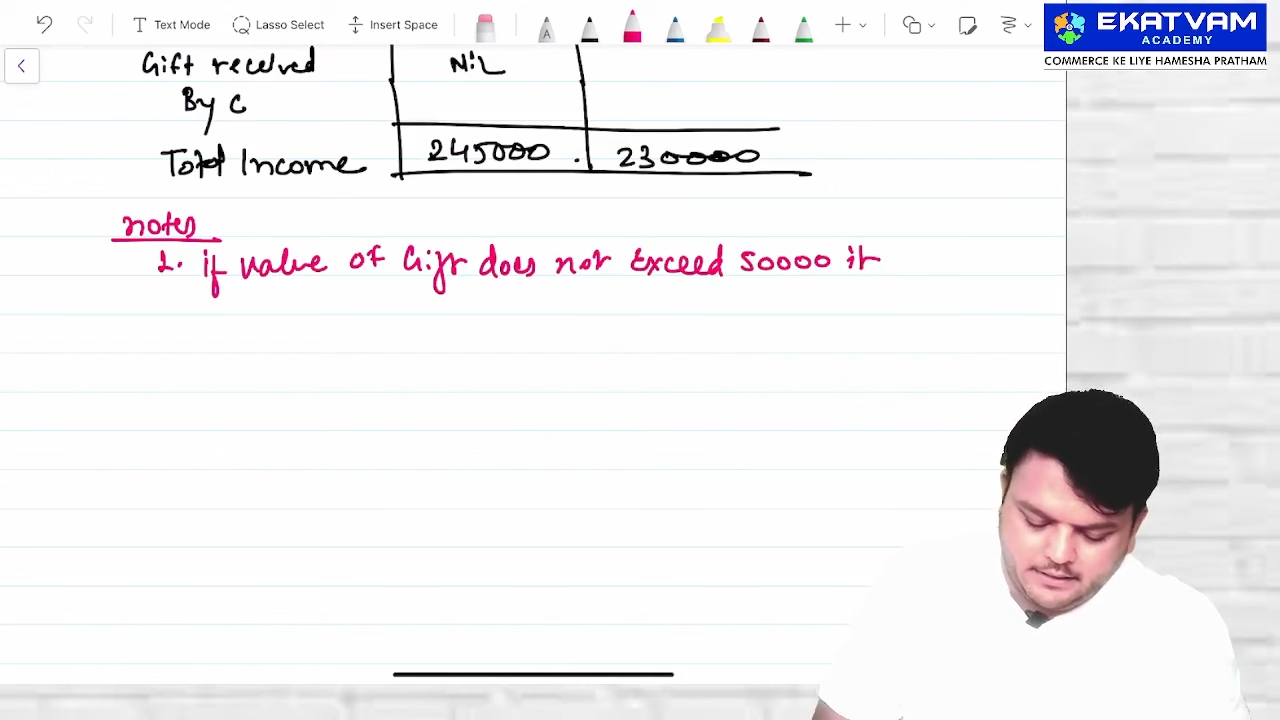 Text Mode Lasso Select Insert Space
EKATVAM
ACADEMY
COMMERCE KE LIYE HAMESHA PRATHAM
Gift received Nil
By C
Total Income 245000 . 230000
notes
1. if value of Gift does not exceed 50000 it